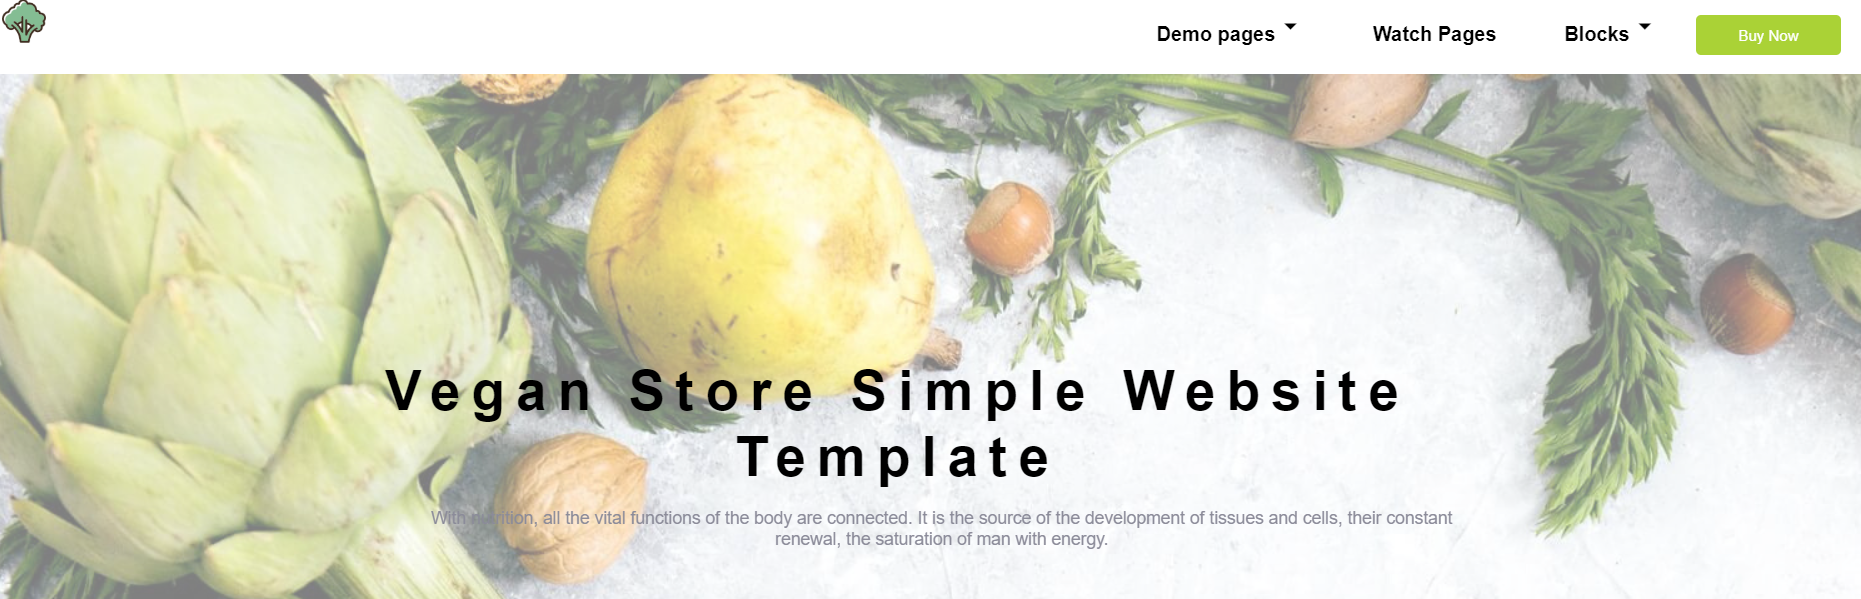 Demo pages
Watch Pages
Blocks
Buy Now
Vegan Store Simple Website
Template
With nutrition, all the vital functions of the body are connected. It is the source of the development of tissues and cells, their constant
renewal, the saturation of man with energy.